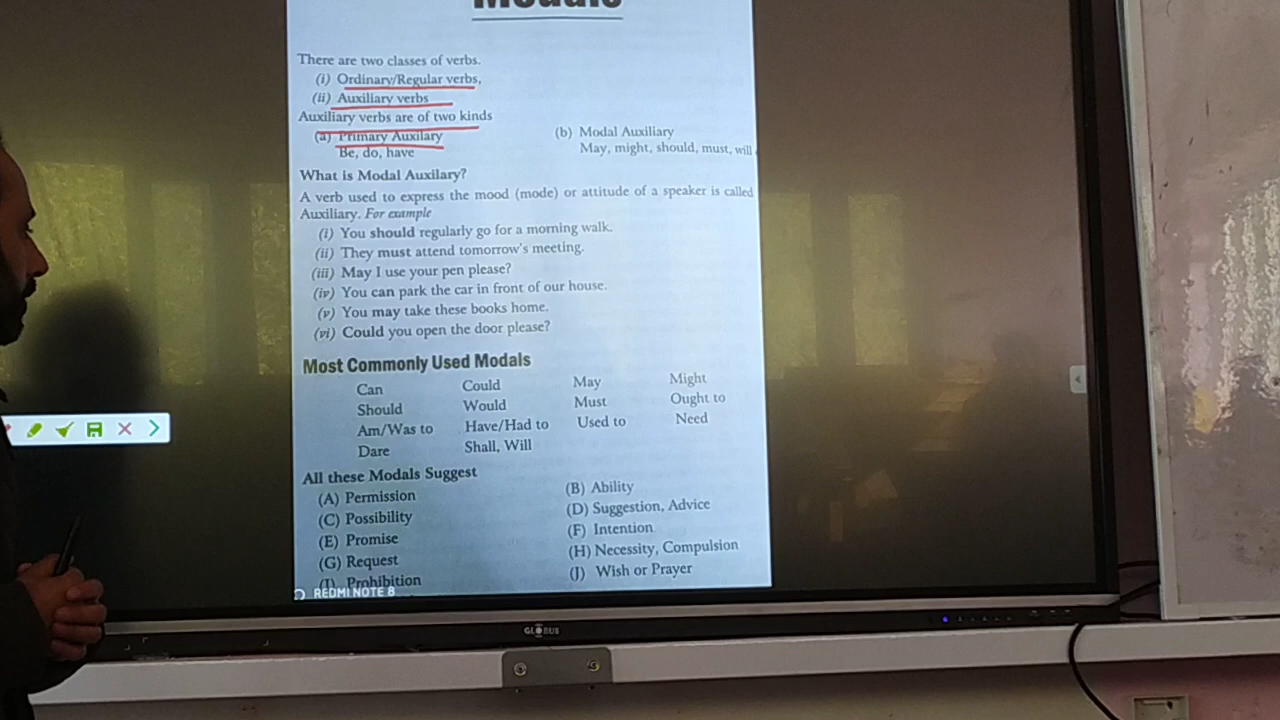 There are two classes of verbs.
(i) Ordinary/Regular verbs,
(ii) Auxiliary verbs
Auxiliary verbs are of two kinds
(a) Primary Auxilary (b) Modal Auxiliary
Be, do, have May, might, should, must, will
What is Modal Auxilary?
A verb used to express the mood (mode) or attitude of a speaker is called
Auxiliary. For example
(i) You should regularly go for a morning walk.
(ii) They must attend tomorrow's meeting.
(iii) May I use your pen please?
(iv) You can park the car in front of our house.
(v) You may take these books home.
(vi) Could you open the door please?
Most Commonly Used Modals
Can Could May Might
Should Would Must Ought to
Am/Was to Have/Had to Used to Need
Dare Shall, Will
All these Modals Suggest
(A) Permission (B) Ability
(C) Possibility (D) Suggestion, Advice
(E) Promise (F) Intention
(G) Request (H) Necessity, Compulsion
(I) Prohibition (J) Wish or Prayer
REDMI NOTE 8
GLOBUS